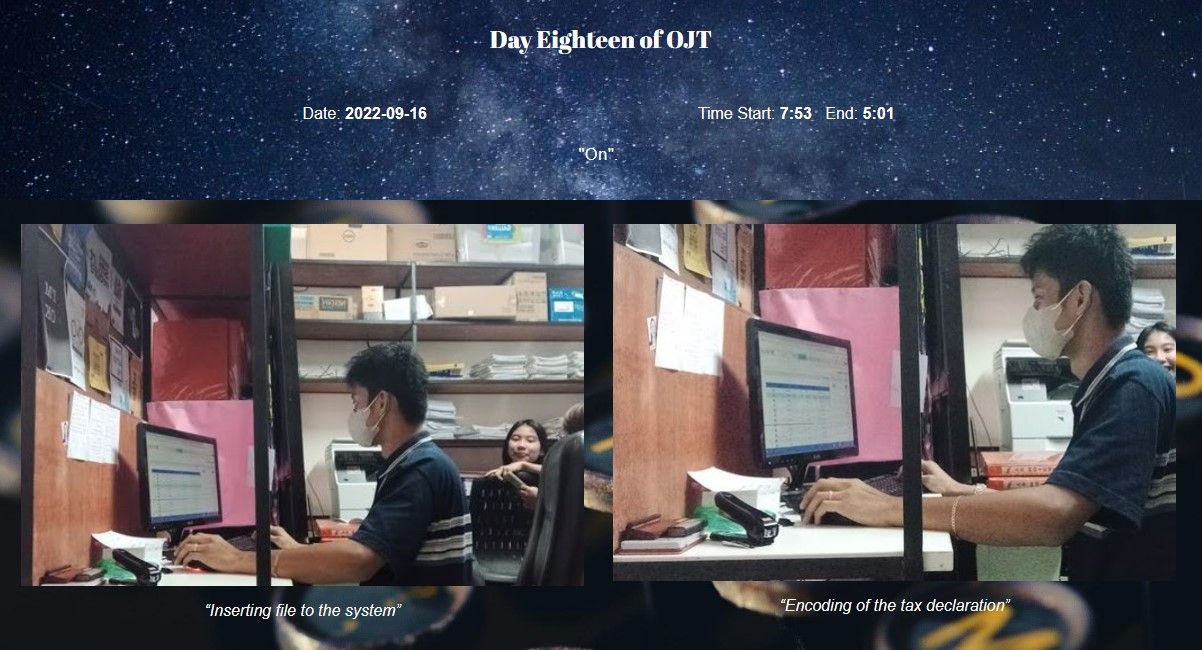 Day Eighteen of OJT
Date: 2022-09-16
Time Start: 7:53 End: 5:01
"On".
“Inserting file to the system”
“Encoding of the tax declaration”